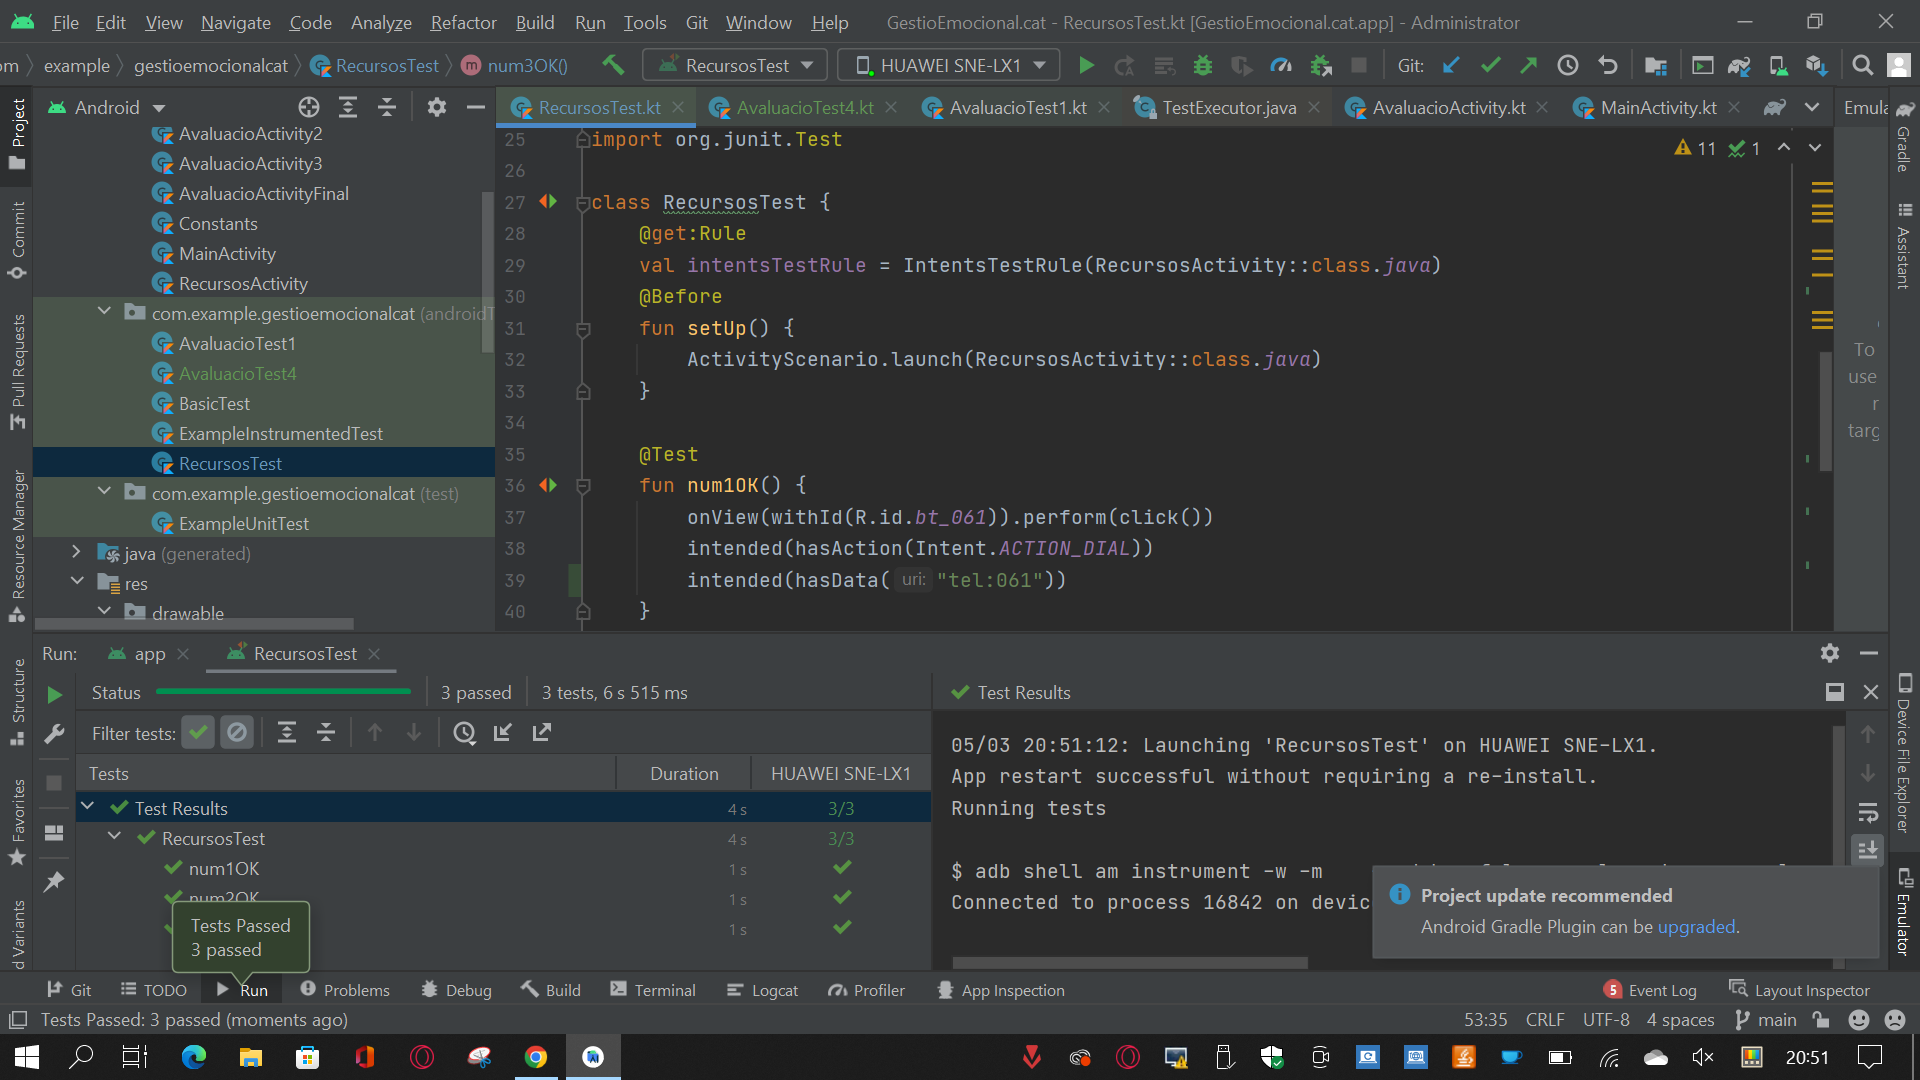 File Edit View Navigate Code Analyze Refactor Build Run Tools Git Window Help GestioEmocional.cat - RecursosTest.kt [GestioEmocional.cat.app] - Administrator
om example gestioemocionalcat RecursosTest num3OK() RecursosTest HUAWEI SNE-LX1 Git:
Android
RecursosTest.kt AvaluacioTest4.kt AvaluacioTest1.kt TestExecutor.java AvaluacioActivity.kt MainActivity.kt Emula
Project
Commit
Pull Requests
Resource Manager
Structure
Favorites
d Variants
AvaluacioActivity2
AvaluacioActivity3
AvaluacioActivityFinal
Constants
MainActivity
RecursosActivity
com.example.gestioemocionalcat (androidT
AvaluacioTest1
AvaluacioTest4
BasicTest
ExampleInstrumentedTest
RecursosTest
com.example.gestioemocionalcat (test)
ExampleUnitTest
java (generated)
res
drawable
11 1
25 import org.junit.Test
26
27 class RecursosTest {
28 @get:Rule
29 val intentsTestRule = IntentsTestRule(RecursosActivity::class.java)
30 @Before
31 fun setUp() {
32 ActivityScenario.launch(RecursosActivity::class.java)
33 }
34
35 @Test
36 fun num1OK() {
37 onView(withId(R.id.bt_061)).perform(click())
38 intended(hasAction(Intent.ACTION_DIAL))
39 intended(hasData( uri: "tel:061"))
40 }
To
use
r
targ
Gradle
Assistant
Device File Explorer
Emulator
Run: app RecursosTest
Status 3 passed 3 tests, 6 s 515 ms
Filter tests:
Tests Duration HUAWEI SNE-LX1
Test Results 4 s 3/3
RecursosTest 4 s 3/3
num1OK 1 s
num2OK 1 s
1 s
Tests Passed
3 passed
Test Results
05/03 20:51:12: Launching 'RecursosTest' on HUAWEI SNE-LX1.
App restart successful without requiring a re-install.
Running tests
$ adb shell am instrument -w -m
Connected to process 16842 on devic
Project update recommended
Android Gradle Plugin can be upgraded.
Git TODO Run Problems Debug Build Terminal Logcat Profiler App Inspection 5 Event Log Layout Inspector
Tests Passed: 3 passed (moments ago) 53:35 CRLF UTF-8 4 spaces main
20:51